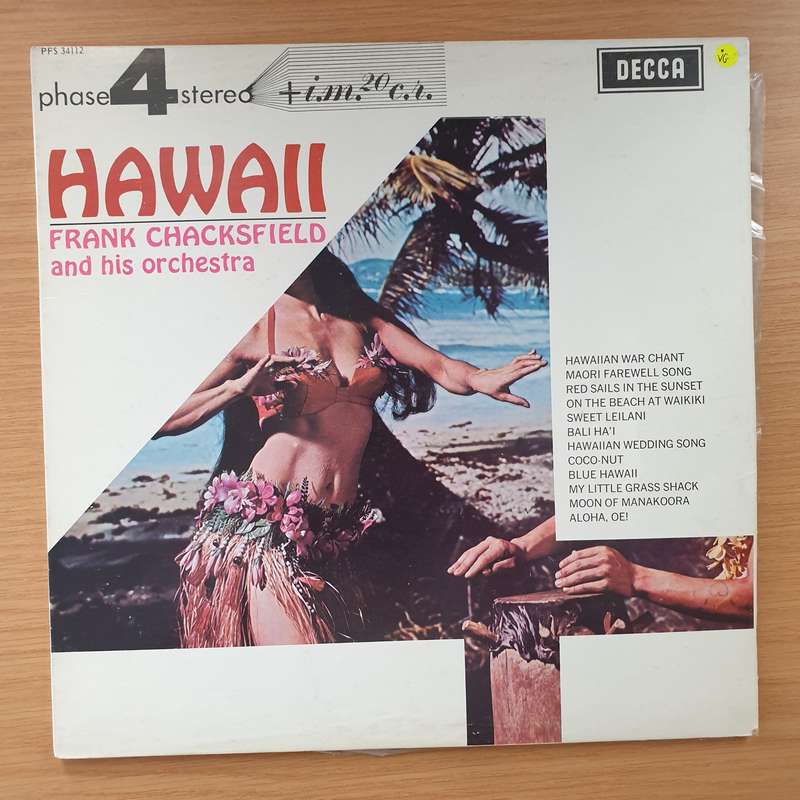 PFS 34112
phase 4 stereo
+i.m.20 c.r.
DECCA
VG
HAWAII
FRANK CHACKSFIELD
and his orchestra
HAWAIIAN WAR CHANT
MAORI FAREWELL SONG
RED SAILS IN THE SUNSET
ON THE BEACH AT WAIKIKI
SWEET LEILANI
BALI HA'I
HAWAIIAN WEDDING SONG
COCO-NUT
BLUE HAWAII
MY LITTLE GRASS SHACK
MOON OF MANAKOORA
ALOHA, OE!